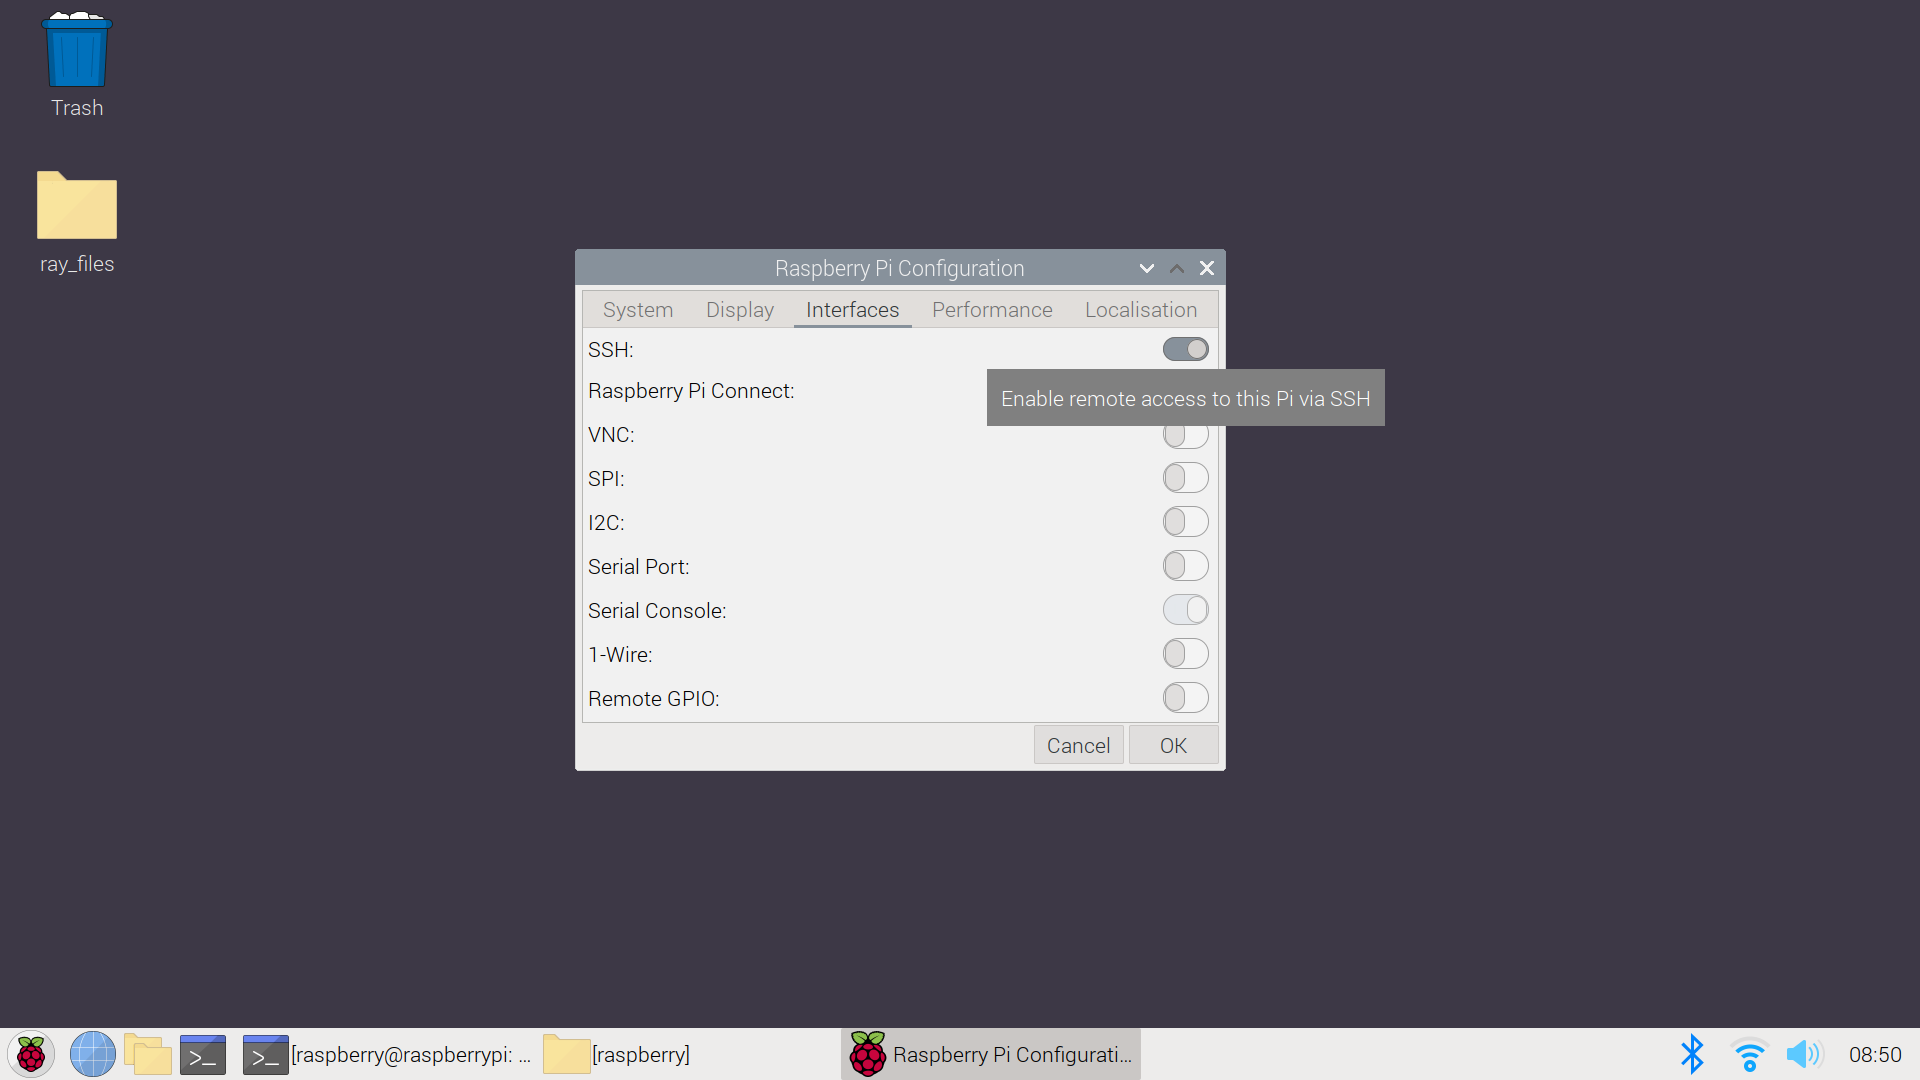 Trash
ray_files
Raspberry Pi Configuration
System Display Interfaces Performance Localisation
SSH:
Raspberry Pi Connect:
Enable remote access to this Pi via SSH
VNC:
SPI:
I2C:
Serial Port:
Serial Console:
1-Wire:
Remote GPIO:
Cancel OK
>_ >_ [raspberry@raspberrypi: ... [raspberry] Raspberry Pi Configurati... 08:50